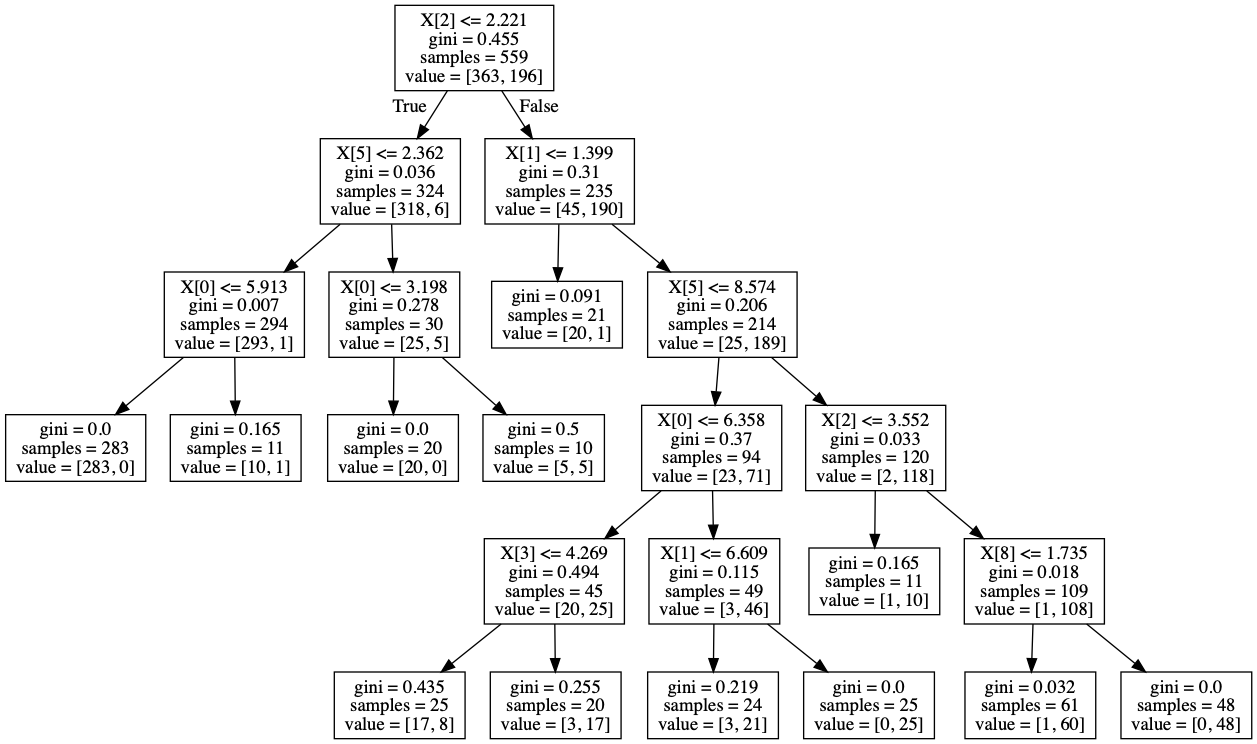 X[2] <= 2.221
gini = 0.455
samples = 559
value = [363, 196]
True
False
X[5] <= 2.362
gini = 0.036
samples = 324
value = [318, 6]
X[1] <= 1.399
gini = 0.31
samples = 235
value = [45, 190]
X[0] <= 5.913
gini = 0.007
samples = 294
value = [293, 1]
X[0] <= 3.198
gini = 0.278
samples = 30
value = [25, 5]
gini = 0.091
samples = 21
value = [20, 1]
X[5] <= 8.574
gini = 0.206
samples = 214
value = [25, 189]
gini = 0.0
samples = 283
value = [283, 0]
gini = 0.165
samples = 11
value = [10, 1]
gini = 0.0
samples = 20
value = [20, 0]
gini = 0.5
samples = 10
value = [5, 5]
X[0] <= 6.358
gini = 0.37
samples = 94
value = [23, 71]
X[2] <= 3.552
gini = 0.033
samples = 120
value = [2, 118]
X[3] <= 4.269
gini = 0.494
samples = 45
value = [20, 25]
X[1] <= 6.609
gini = 0.115
samples = 49
value = [3, 46]
gini = 0.165
samples = 11
value = [1, 10]
X[8] <= 1.735
gini = 0.018
samples = 109
value = [1, 108]
gini = 0.435
samples = 25
value = [17, 8]
gini = 0.255
samples = 20
value = [3, 17]
gini = 0.219
samples = 24
value = [3, 21]
gini = 0.0
samples = 25
value = [0, 25]
gini = 0.032
samples = 61
value = [1, 60]
gini = 0.0
samples = 48
value = [0, 48]